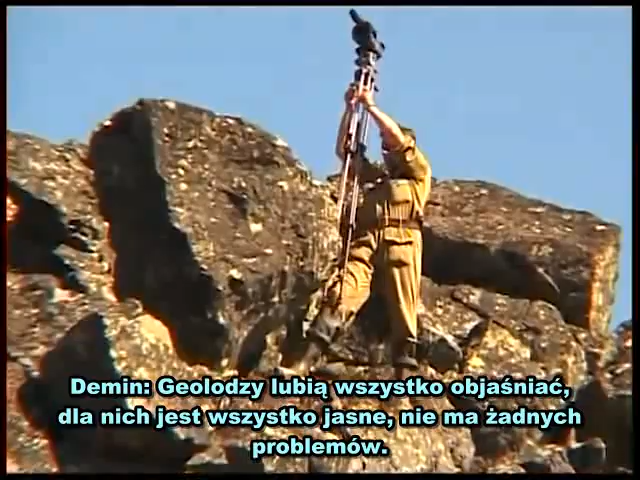 Demin: Geolodzy lubią wszystko objaśniać,
dla nich jest wszystko jasne, nie ma żadnych
problemów.